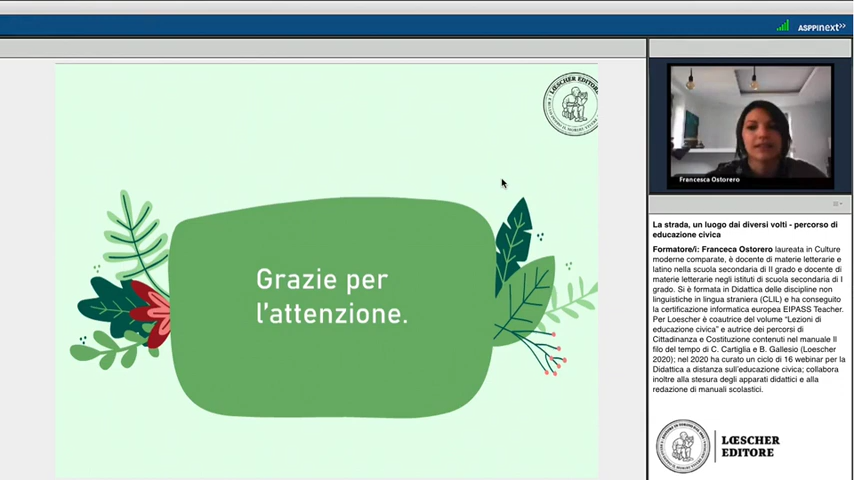 ASPPInext>>
LŒSCHER EDITORE
Grazie per
l'attenzione.
Francesca Ostorero
La strada, un luogo dai diversi volti - percorso di
educazione civica
Formatore/i: Franceca Ostorero laureata in Culture
moderne comparate, è docente di materie letterarie e
latino nella scuola secondaria di II grado e docente di
materie letterarie negli istituti di scuola secondaria di I
grado. Si è formata in Didattica delle discipline non
linguistiche in lingua straniera (CLIL) e ha conseguito
la certificazione informatica europea EIPASS Teacher.
Per Loescher è coautrice del volume "Lezioni di
educazione civica" e autrice dei percorsi di
Cittadinanza e Costituzione contenuti nel manuale Il
filo del tempo di C. Cartiglia e B. Gallesio (Loescher
2020); nel 2020 ha curato un ciclo di 16 webinar per la
Didattica a distanza sull'educazione civica; collabora
inoltre alla stesura degli apparati didattici e alla
redazione di manuali scolastici.
LŒSCHER
EDITORE